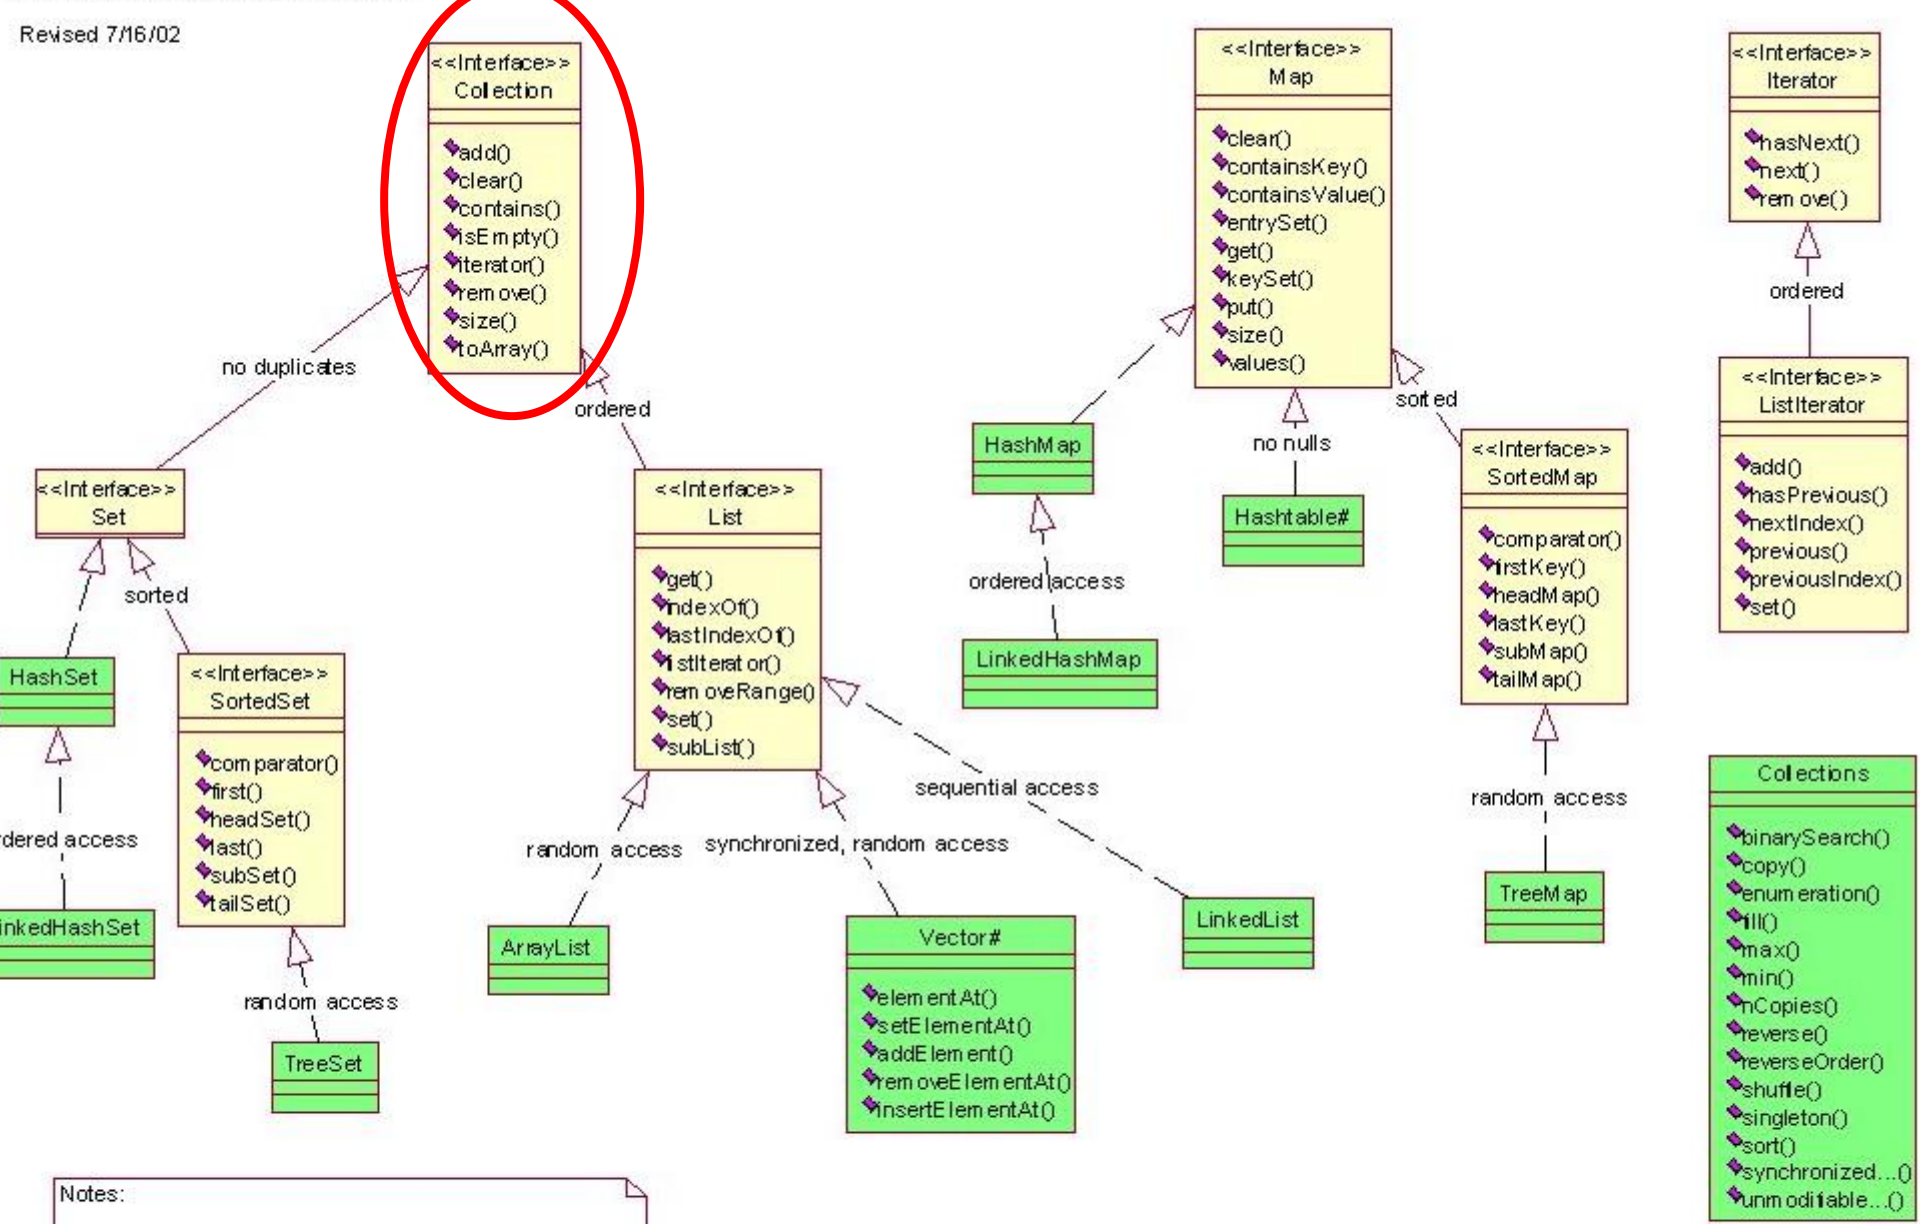 Revised 7/16/02
<<Interface>>
Collection
add()
clear()
contains()
isEmpty()
iterator()
remove()
size()
toArray()
<<Interface>>
Map
clear()
containsKey()
containsValue()
entrySet()
get()
keySet()
put()
size()
values()
<<Interface>>
Iterator
hasNext()
next()
remove()
ordered
<<Interface>>
ListIterator
add()
hasPrevious()
nextIndex()
previous()
previousIndex()
set()
no duplicates
ordered
<<Interface>>
Set
sorted
HashSet
<<Interface>>
SortedSet
comparator()
first()
headSet()
last()
subSet()
tailSet()
rdered access
inkedHashSet
random access
TreeSet
<<Interface>>
List
get()
indexOf()
lastIndexOf()
listIterator()
removeRange()
set()
subList()
random access
synchronized, random access
sequential access
ArrayList
Vector#
elementAt()
setElementAt()
addElement()
removeElementAt()
insertElementAt()
LinkedList
HashMap
no nulls
sorted
Hashtable#
ordered access
LinkedHashMap
<<Interface>>
SortedMap
comparator()
firstKey()
headMap()
lastKey()
subMap()
tailMap()
random access
TreeMap
Collections
binarySearch()
copy()
enumeration()
fill()
max()
min()
nCopies()
reverse()
reverseOrder()
shuffle()
singleton()
sort()
synchronized...()
unmodifiable...()
Notes: